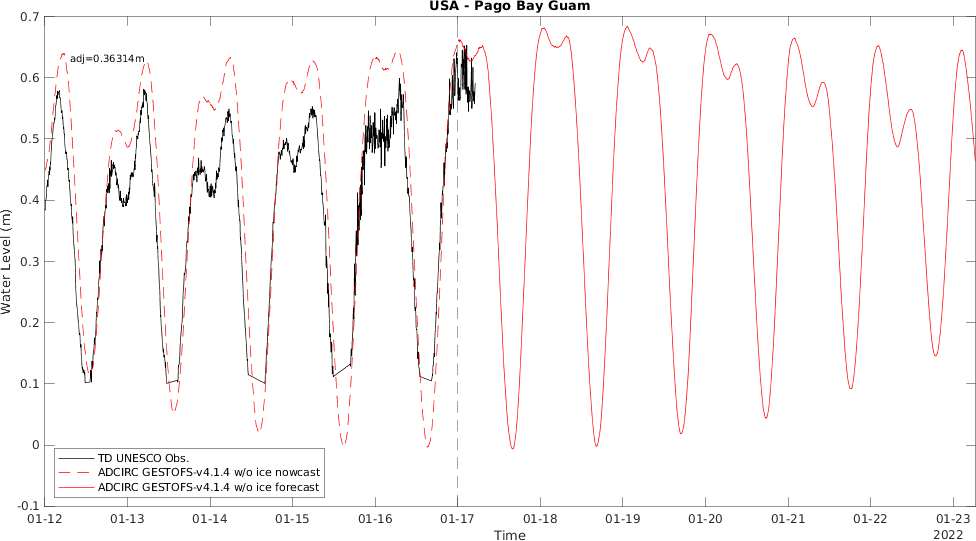 USA - Pago Bay Guam
0.7
adj=0.36314m
0.6
0.5
0.4
0.3
0.2
0.1
0
-0.1
Water Level (m)
TD UNESCO Obs.
ADCIRC GESTOFS-v4.1.4 w/o ice nowcast
ADCIRC GESTOFS-v4.1.4 w/o ice forecast
01-12 01-13 01-14 01-15 01-16 01-17 01-18 01-19 01-20 01-21 01-22 01-23
Time
2022